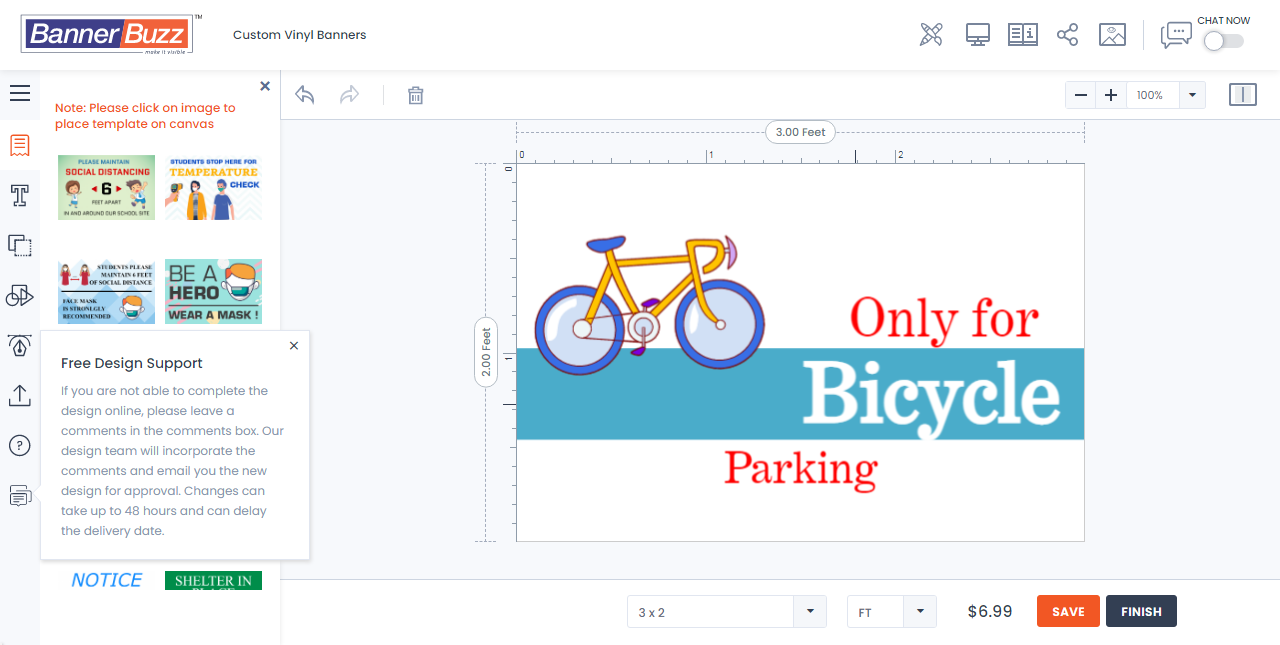 BannerBuzz™
make it visible
Custom Vinyl Banners
CHAT NOW
Note: Please click on image to
place template on canvas
100%
PLEASE MAINTAIN
SOCIAL DISTANCING
6
FEET APART
IN AND AROUND OUR SCHOOL SITE
STUDENTS STOP HERE FOR
TEMPERATURE
CHECK
STUDENTS PLEASE
MAINTAIN 6 FEET
OF SOCIAL DISTANCE
FACE MASK
IS STRONLGLY
RECOMMENDED
BE A
HERO
WEAR A MASK !
Free Design Support
If you are not able to complete the
design online, please leave a
comments in the comments box. Our
design team will incorporate the
comments and email you the new
design for approval. Changes can
take up to 48 hours and can delay
the delivery date.
NOTICE
SHELTER IN
PLACE
3.00 Feet
0
1
2
0
1
2.00 Feet
Only for
Bicycle
Parking
3 x 2
FT
$6.99
SAVE
FINISH